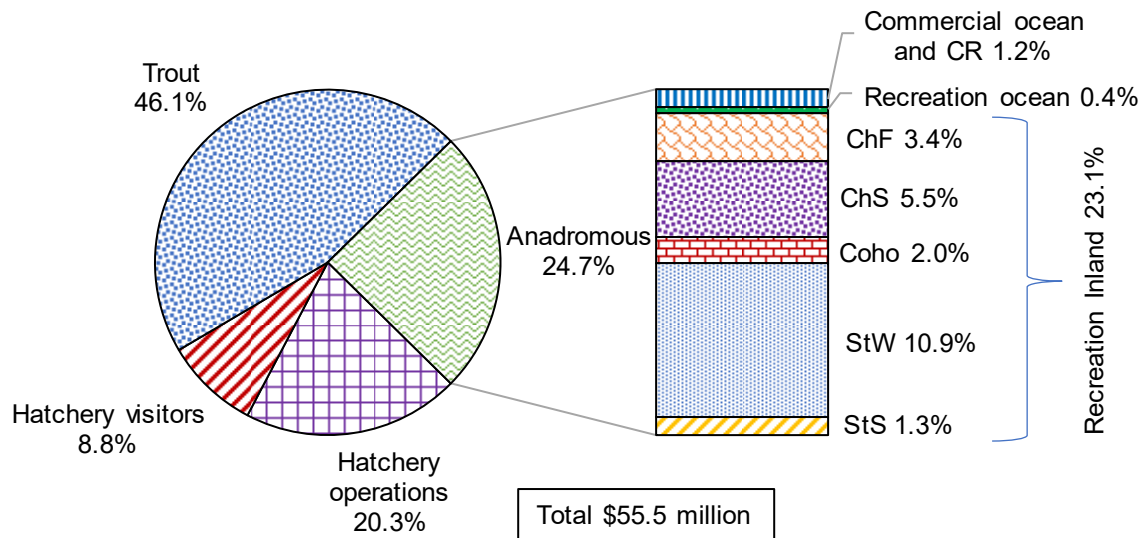 Trout
46.1%
Anadromous
24.7%
Hatchery visitors
8.8%
Hatchery
operations
20.3%
Commercial ocean
and CR 1.2%
Recreation ocean 0.4%
ChF 3.4%
ChS 5.5%
Coho 2.0%
StW 10.9%
StS 1.3%
Recreation Inland 23.1%
Total $55.5 million